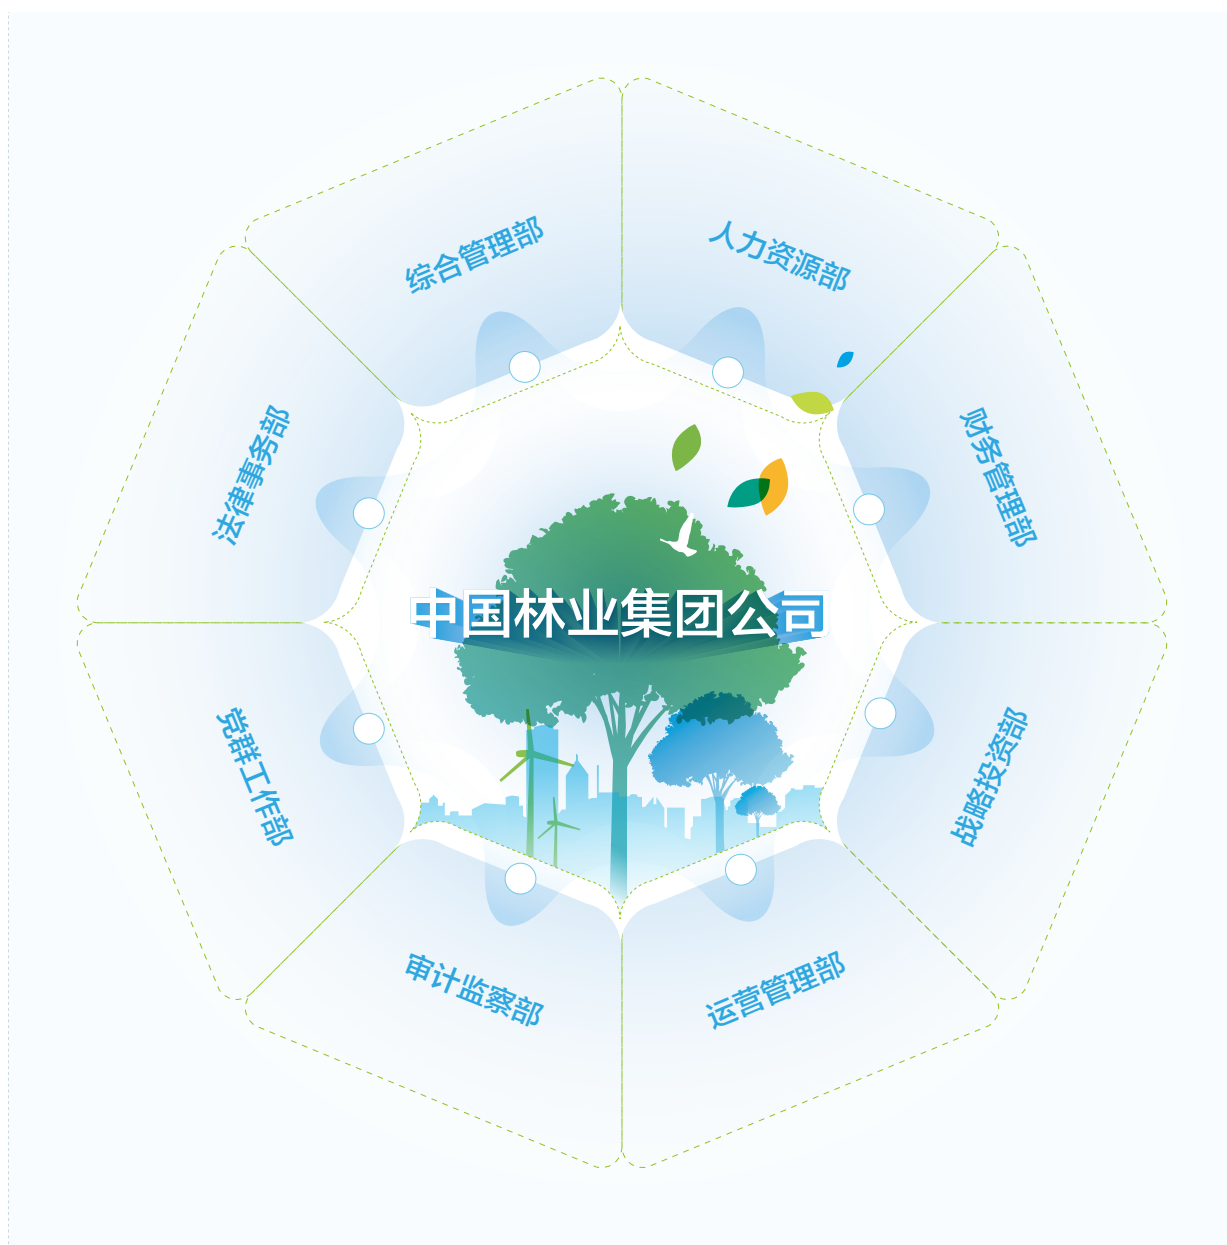 综合管理部
人力资源部
法律事务部
财务管理部
中国林业集团公司
党群工作部
战略投资部
审计监察部
运营管理部